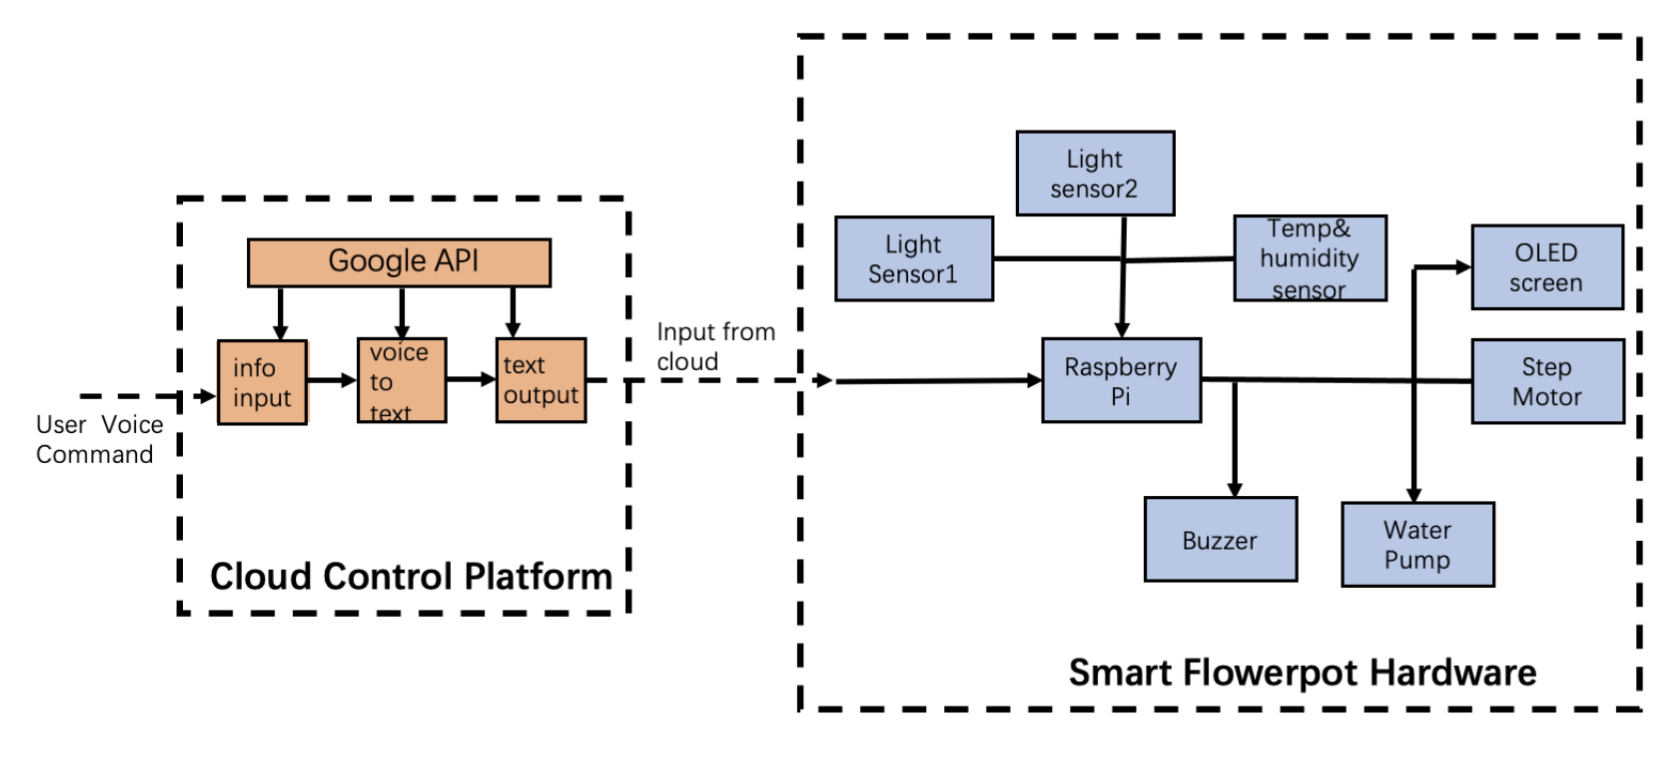 Google API
info
input
voice
to
text
text
output
User Voice
Command
Cloud Control Platform
Input from
cloud
Light
sensor2
Light
Sensor1
Temp&
humidity
sensor
OLED
screen
Raspberry
Pi
Step
Motor
Buzzer
Water
Pump
Smart Flowerpot Hardware